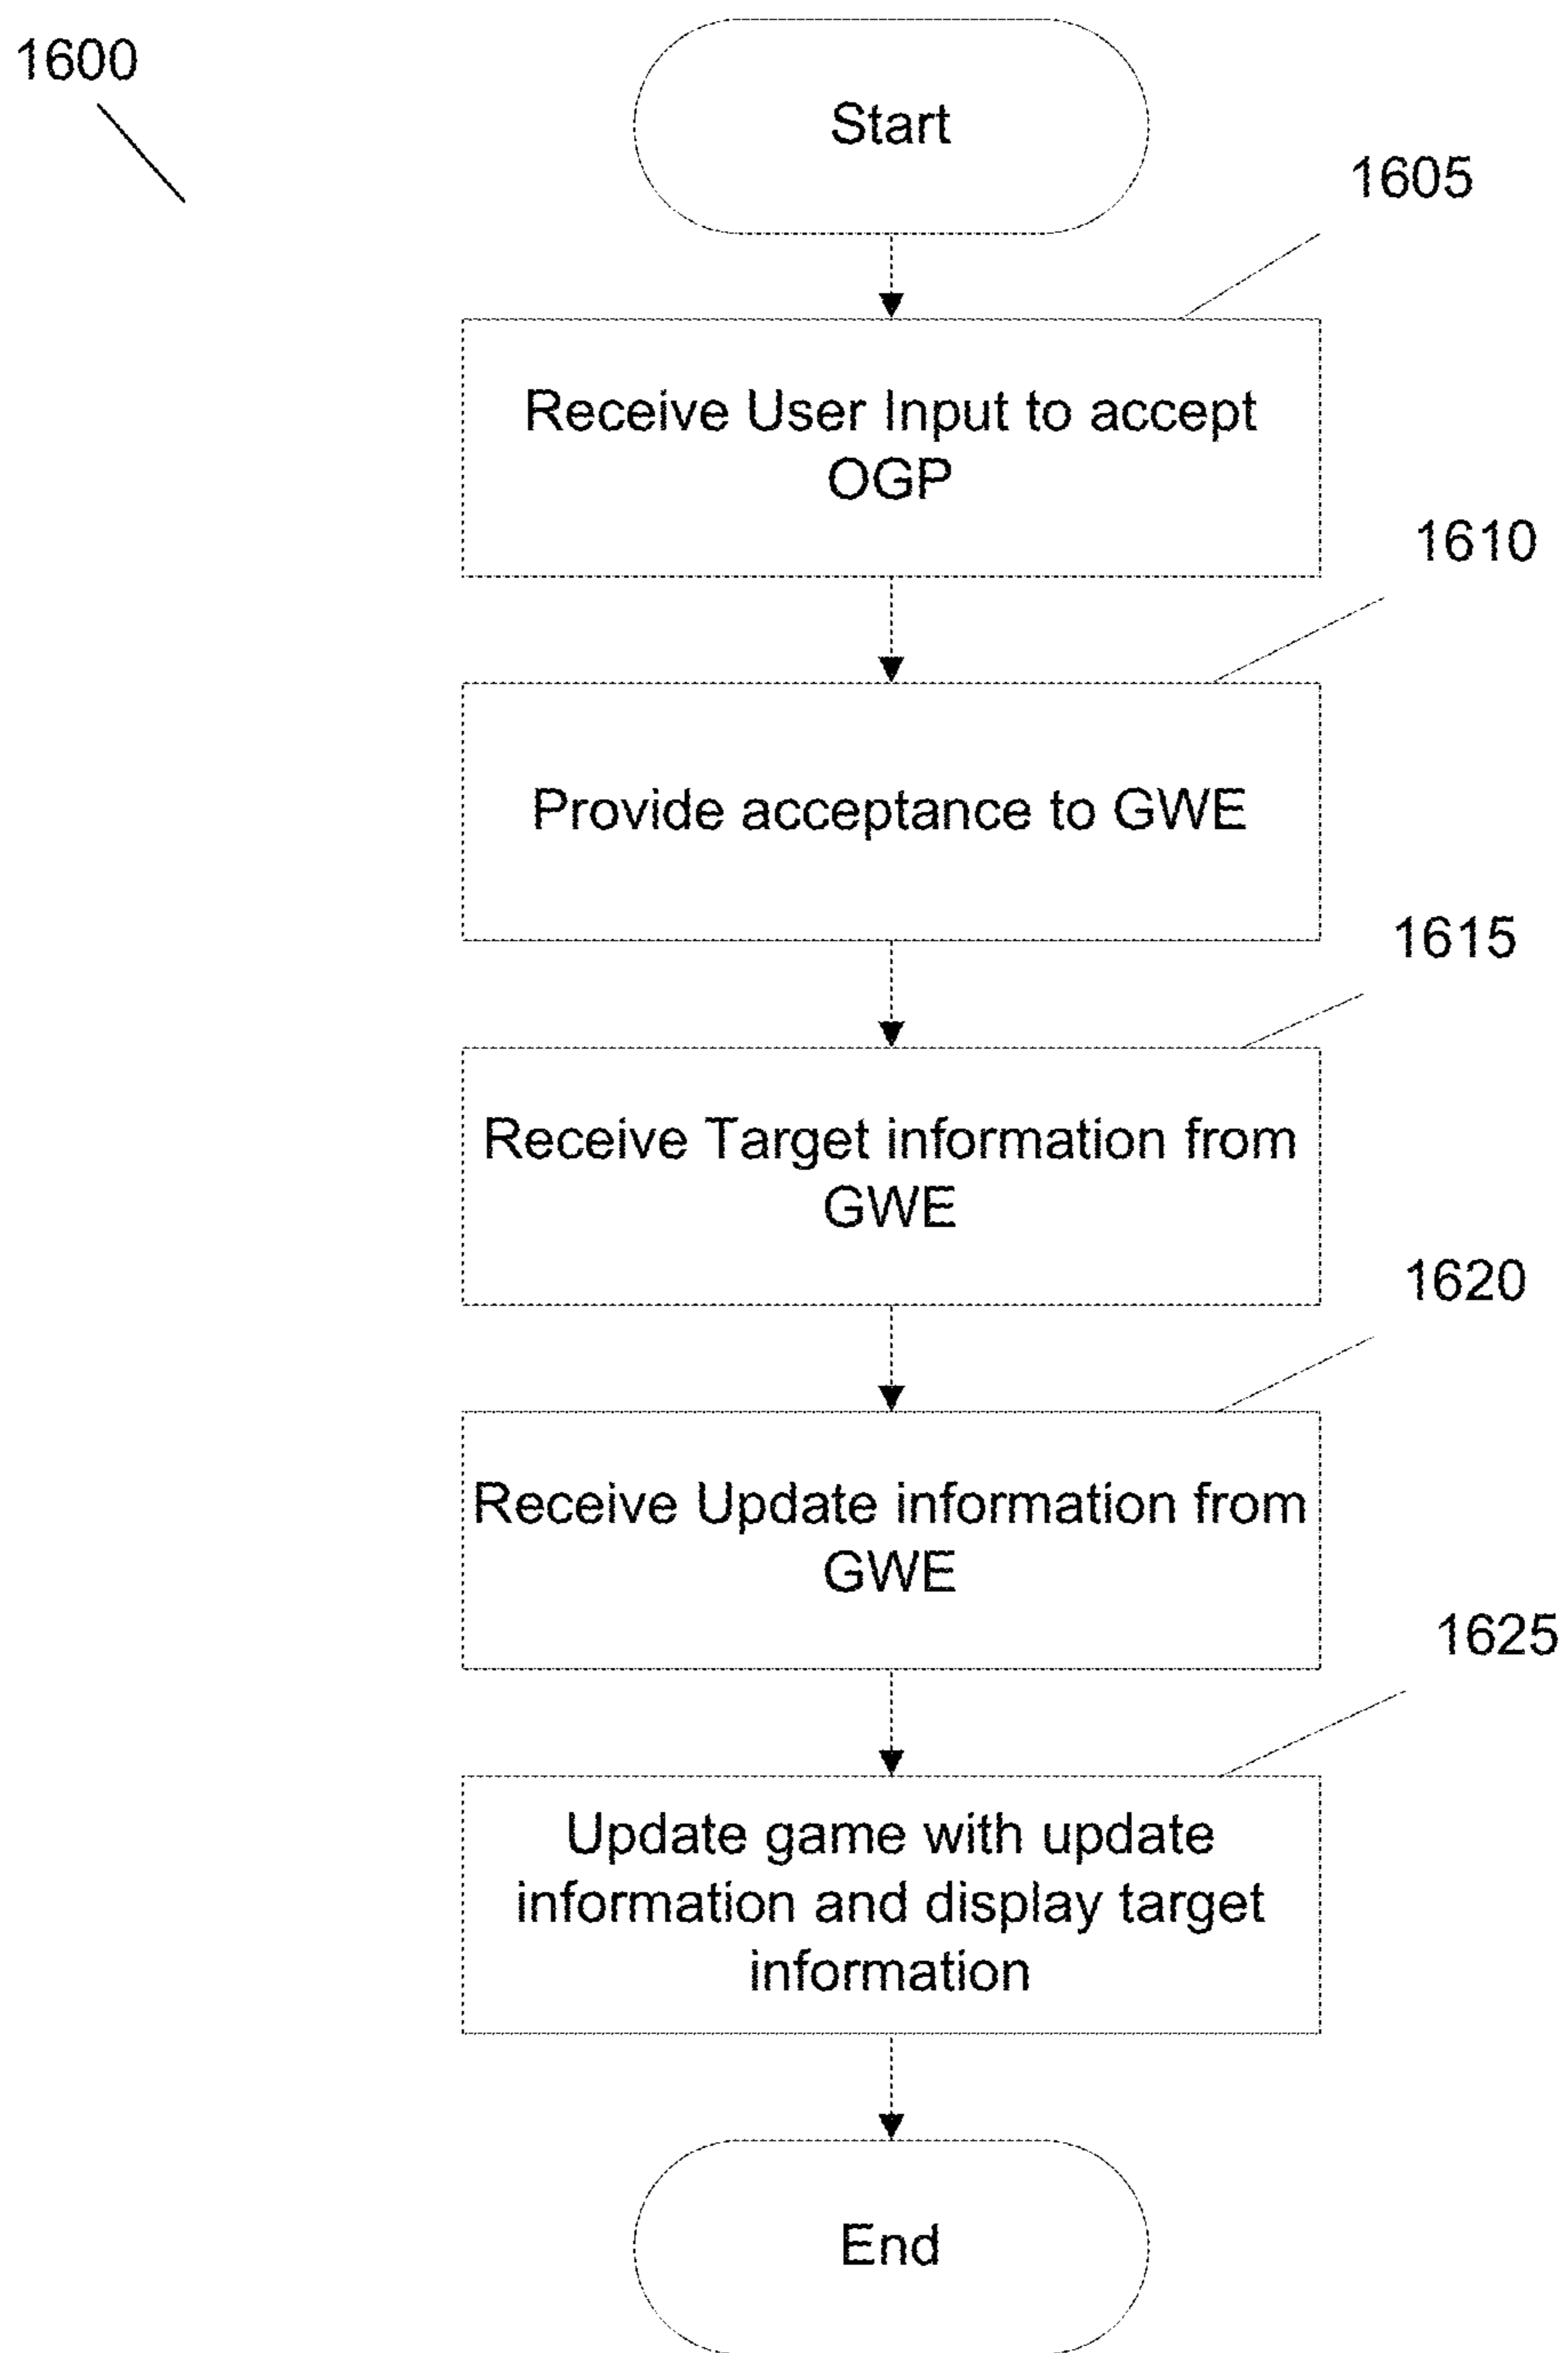 1600
Start
1605
Receive User Input to accept
OGP
1610
Provide acceptance to GWE
1615
Receive Target information from
GWE
1620
Receive Update information from
GWE
1625
Update game with update
information and display target
information
End